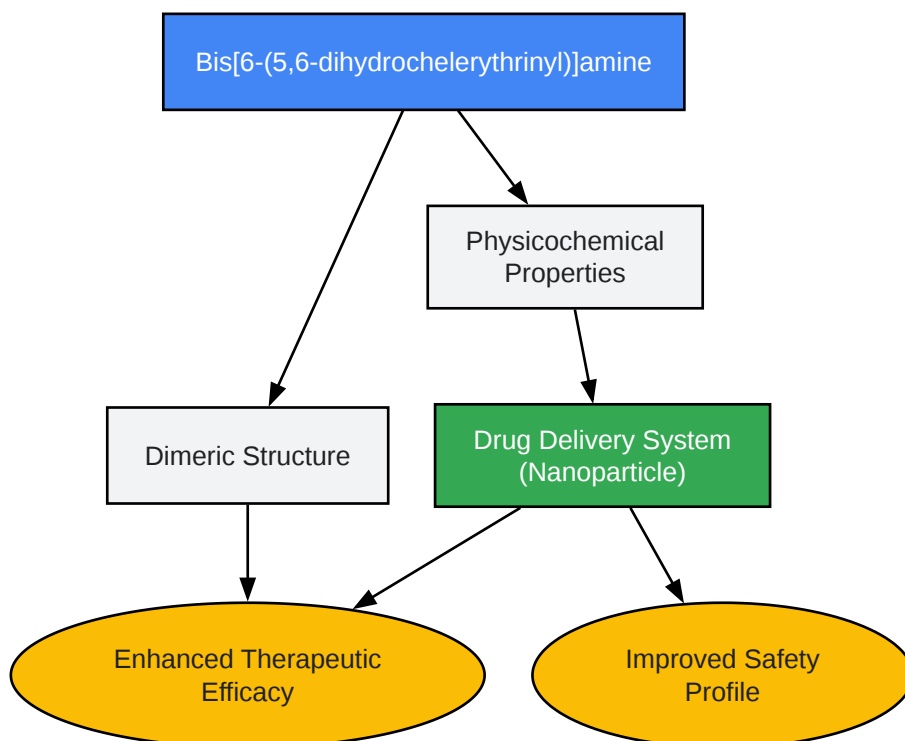 Bis[6-(5,6-dihydrochelerythrinyl)]amine
Physicochemical
Properties
Dimeric Structure
Drug Delivery System
(Nanoparticle)
Enhanced Therapeutic
Efficacy
Improved Safety
Profile